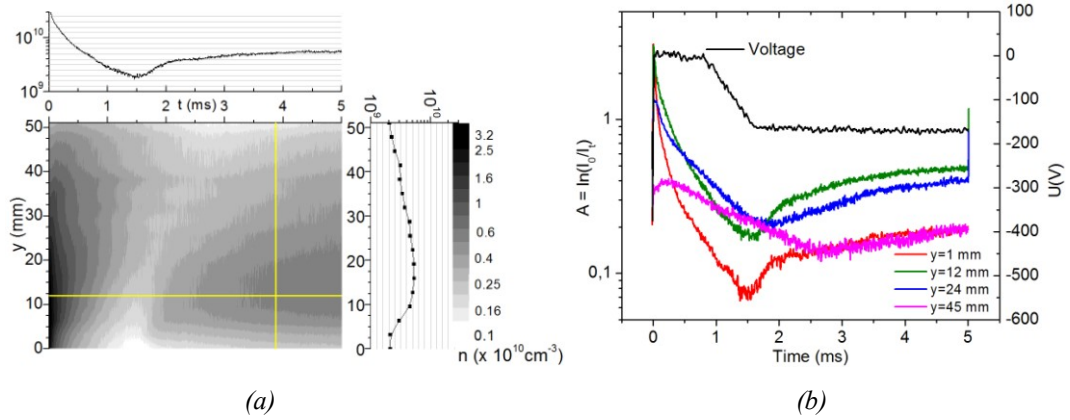 10¹⁰
10⁹
0 1 t (ms) 3 4 5
2
50
40
30
20
10
0
y (mm)
10⁹ 10¹⁰
50
40
30
20
10
0
3.2
2.5
1.6
1
0.63
0.4
0.25
0.16
0.1
n (x 10¹⁰cm⁻³)
(a)
1
0,1
A = ln(I₀/Iₜ)
Voltage
100
0
-100
-200
-300
-400
-500
-600
U(V)
y=1 mm
y=12 mm
y=24 mm
y=45 mm
0 1 2 3 4 5
Time (ms)
(b)